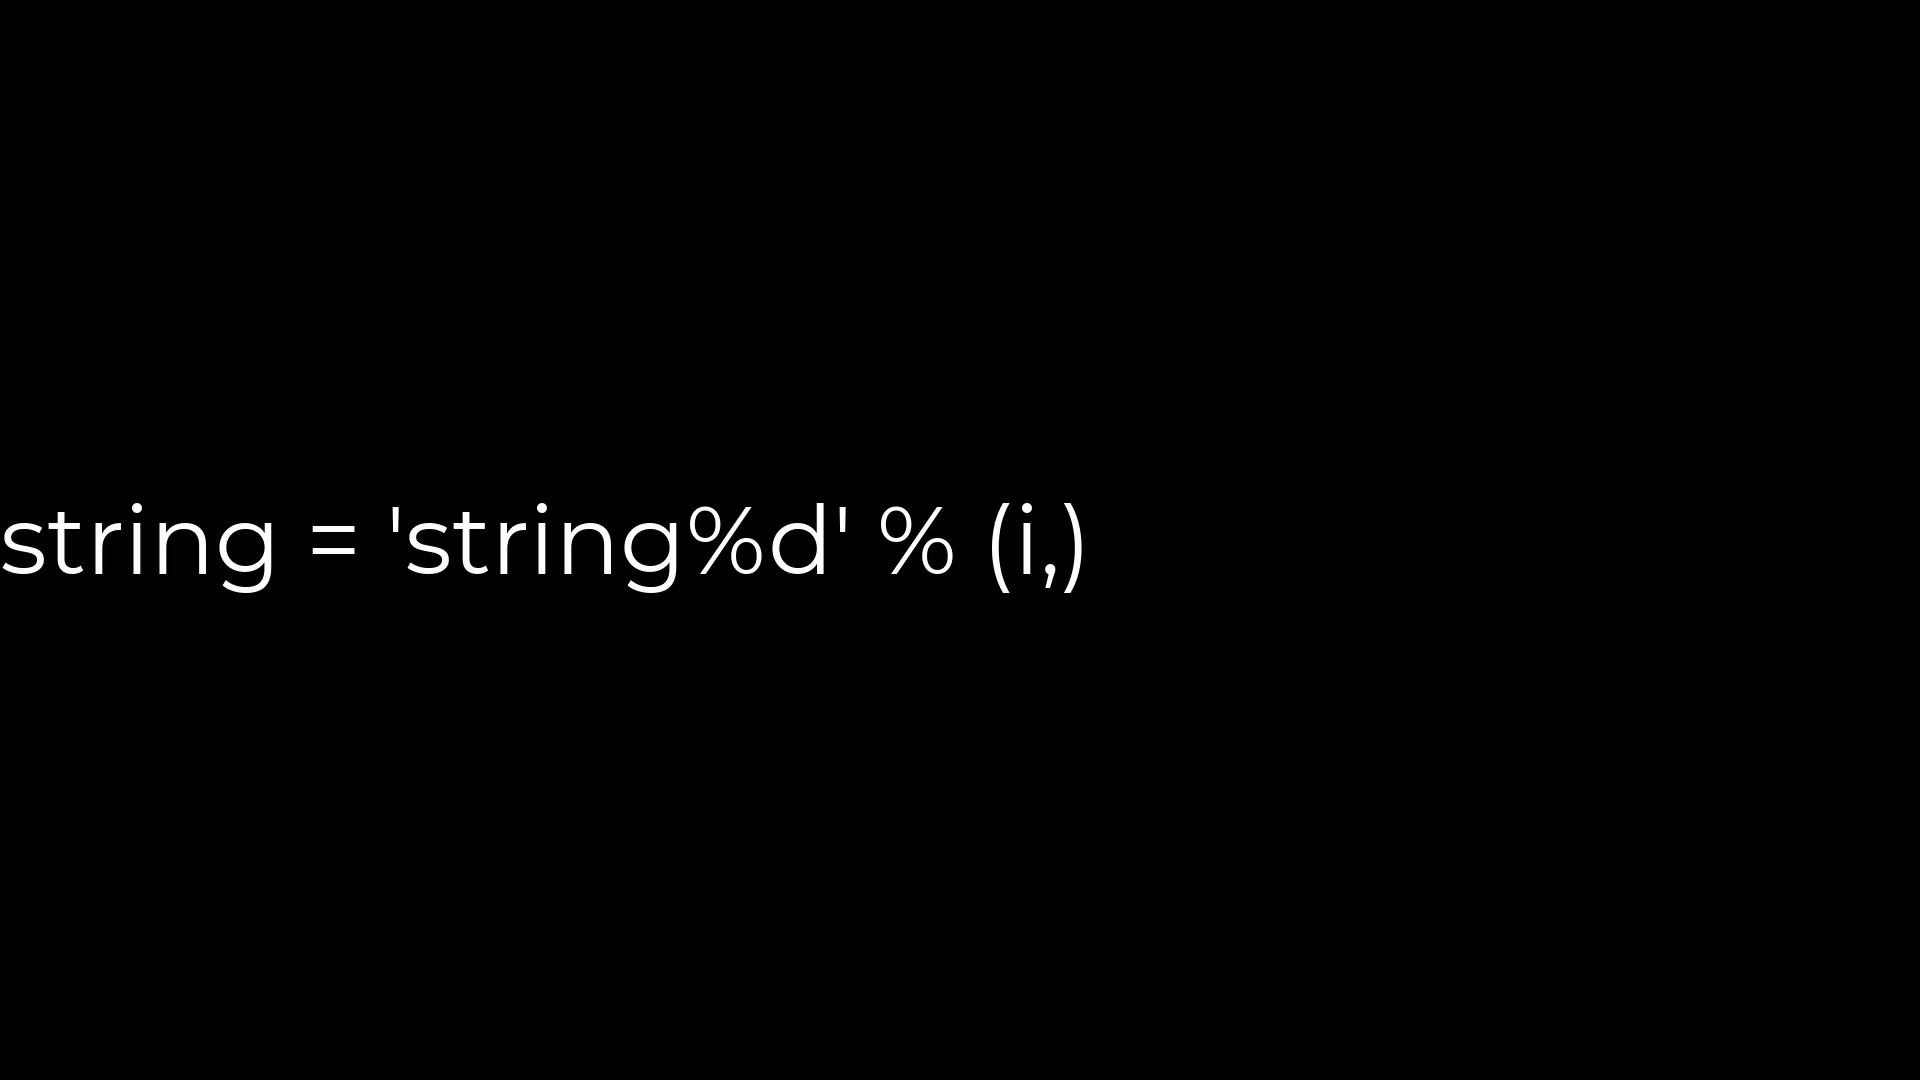 string = 'string%d' % (i,)